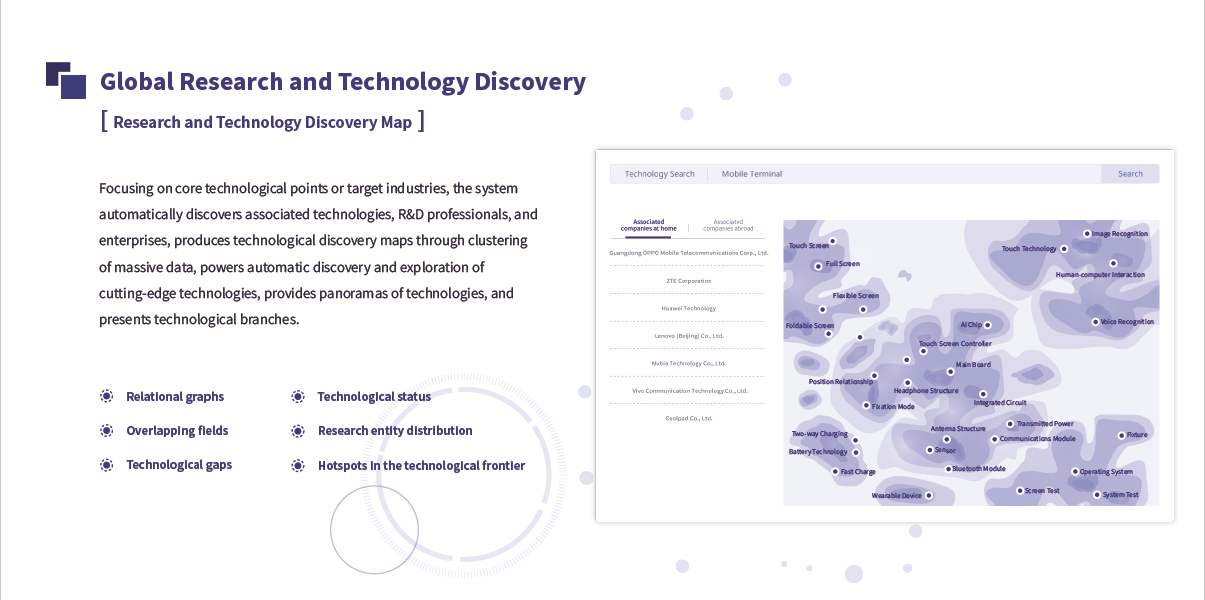 Global Research and Technology Discovery
[ Research and Technology Discovery Map ]
Focusing on core technological points or target industries, the system
automatically discovers associated technologies, R&D professionals, and
enterprises, produces technological discovery maps through clustering
of massive data, powers automatic discovery and exploration of
cutting-edge technologies, provides panoramas of technologies, and
presents technological branches.
Relational graphs
Technological status
Overlapping fields
Research entity distribution
Technological gaps
Hotspots in the technological frontier
Technology Search
Mobile Terminal
Search
Associated
companies at home
Associated
companies abroad
Guangdong OPPO Mobile Telecommunications Corp., Ltd.
ZTE Corporation
Huawei Technology
Lenovo (Beijing) Co., Ltd.
Nubia Technology Co., Ltd.
Vivo Communication Technology Co., Ltd.
Coolpad Co., Ltd.
Image Recognition
Touch Screen
Touch Technology
Full Screen
Human-computer Interaction
Flexible Screen
Foldable Screen
AI Chip
Voice Recognition
Touch Screen Controller
Main Board
Position Relationship
Headphone Structure
Fixation Mode
Integrated Circuit
Transmitted Power
Antenna Structure
Two-way Charging
Communications Module
Fixture
Battery Technology
Sensor
Fast Charge
Bluetooth Module
Operating System
Wearable Device
Screen Test
System Test